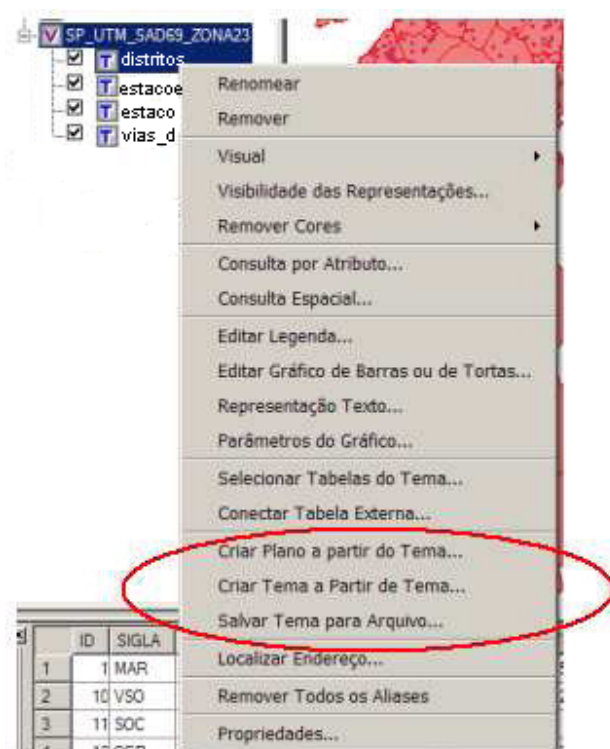 SP_UTM_SAD69_ZONA23
distritos
estacoe
estaco
vias_d
Renomear
Remover
Visual
Visibilidade das Representações...
Remover Cores
Consulta por Atributo...
Consulta Espacial...
Editar Legenda...
Editar Gráfico de Barras ou de Tortas...
Representação Texto...
Parâmetros do Gráfico...
Selecionar Tabelas do Tema...
Conectar Tabela Externa...
Criar Plano a partir do Tema...
Criar Tema a Partir de Tema...
Salvar Tema para Arquivo...
Localizar Endereço...
Remover Todos os Aliases
Propriedades...
ID SIGLA
1 1 MAR
2 10 VSO
3 11 SOC